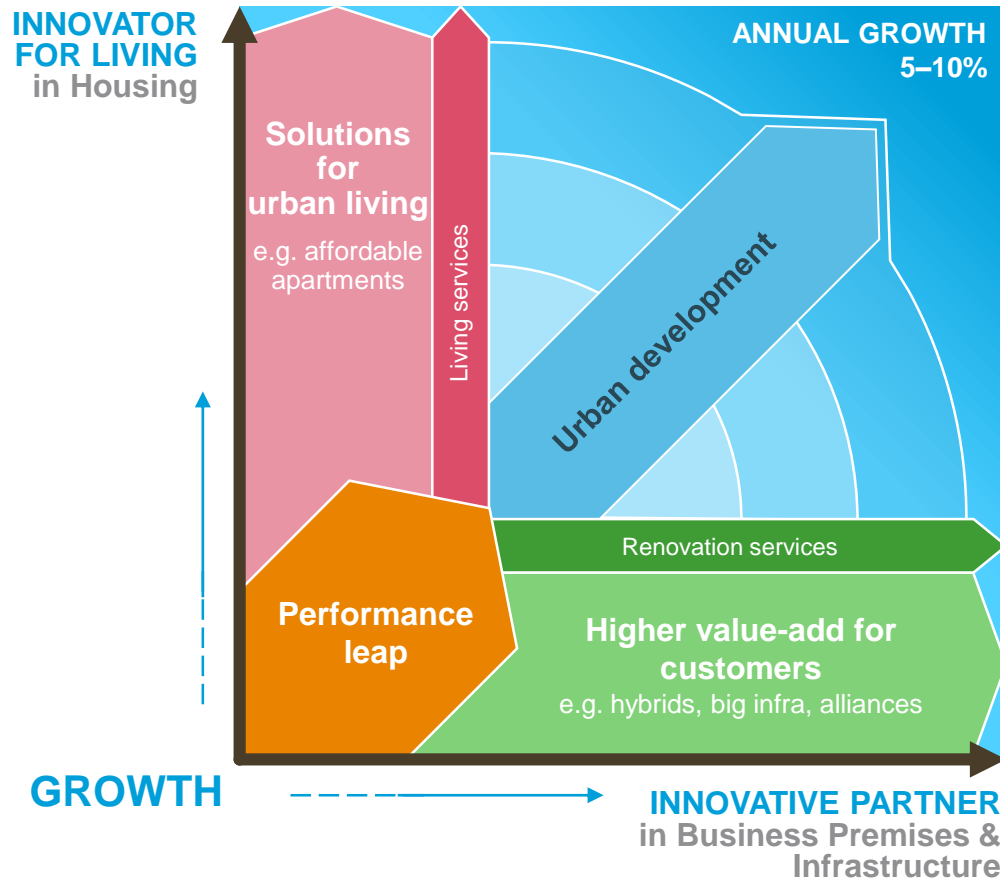 INNOVATOR
FOR LIVING
in Housing
ANNUAL GROWTH
5–10%
Solutions
for
urban living
e.g. affordable
apartments
Living services
Urban development
Renovation services
Performance
leap
Higher value-add for
customers
e.g. hybrids, big infra, alliances
GROWTH
INNOVATIVE PARTNER
in Business Premises &
Infrastructure